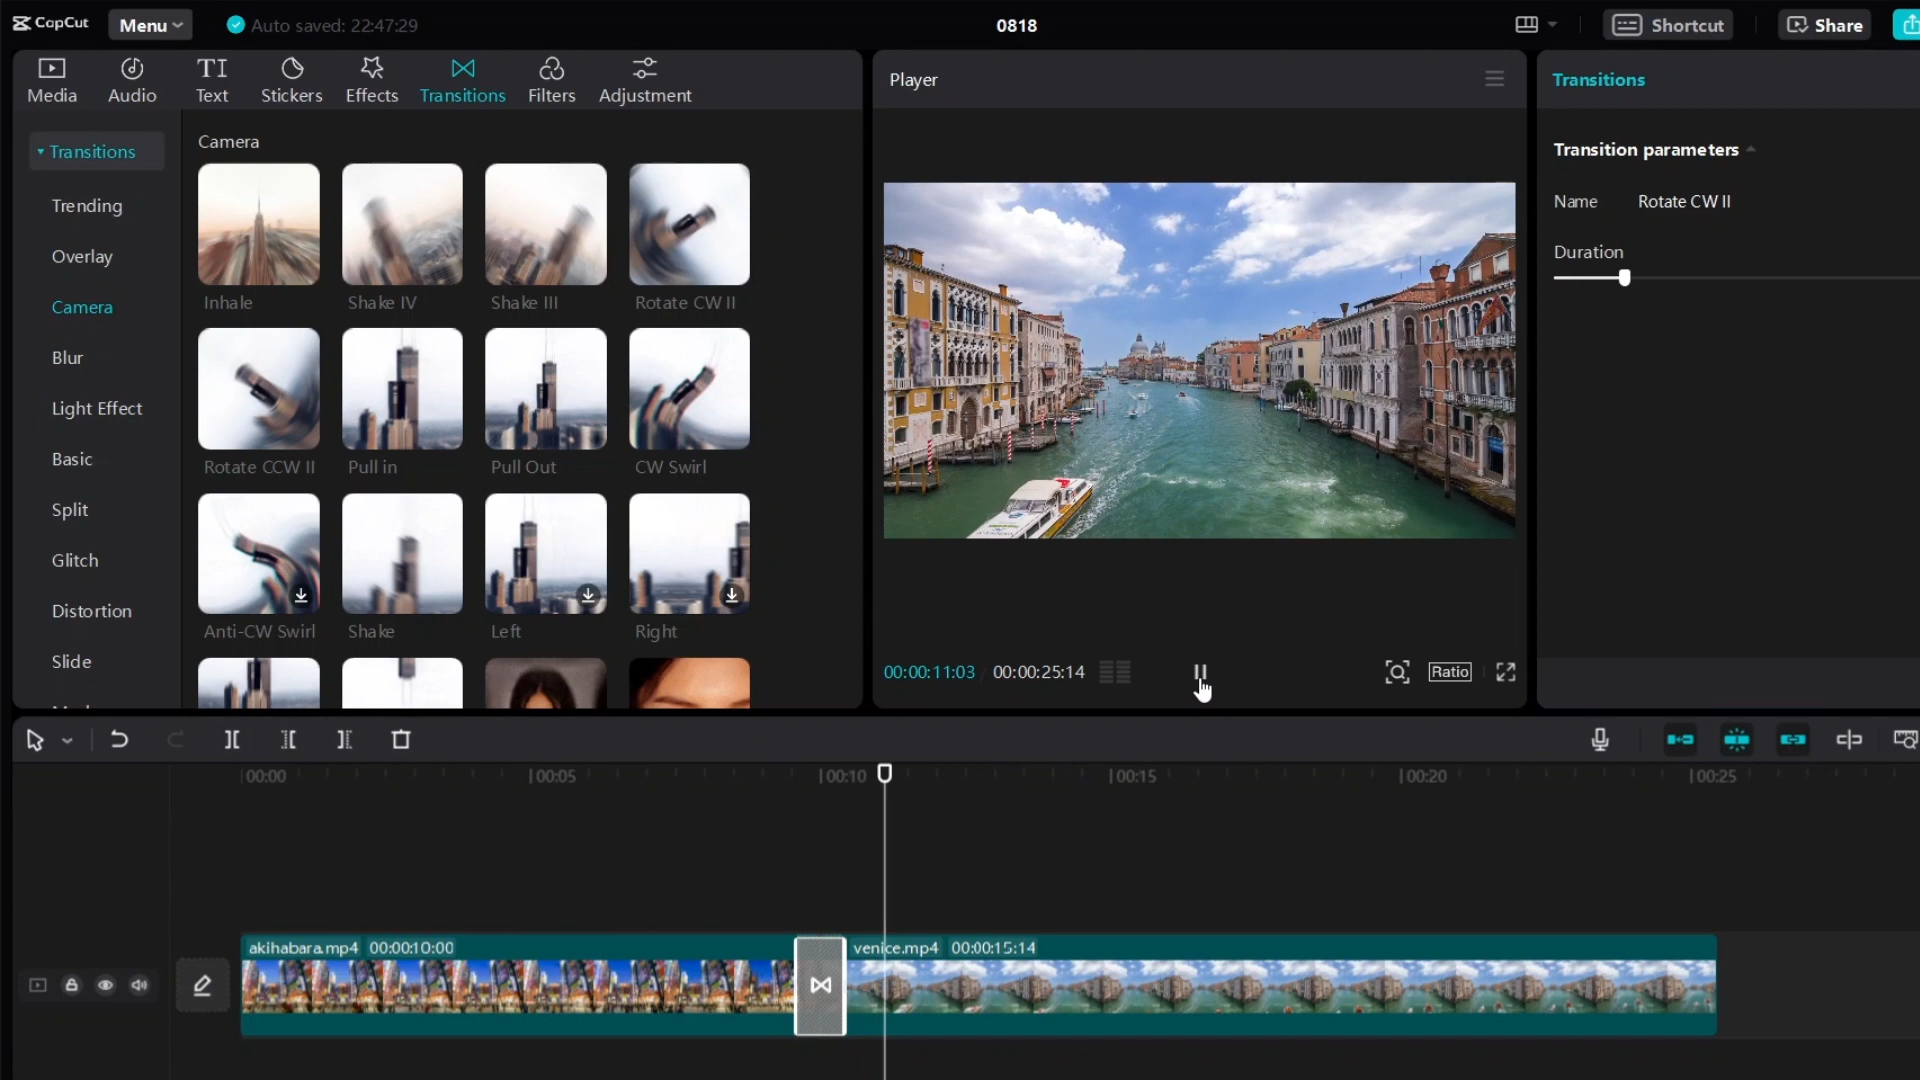 CapCut
Menu
Auto saved: 22:47:29
0818
Shortcut
Share
Media
Audio
Text
Stickers
Effects
Transitions
Filters
Adjustment
Player
Transitions
Transitions
Trending
Overlay
Camera
Blur
Light Effect
Basic
Split
Glitch
Distortion
Slide
Camera
Inhale
Shake IV
Shake III
Rotate CW II
Rotate CCW II
Pull in
Pull Out
CW Swirl
Anti-CW Swirl
Shake
Left
Right
00:00:11:03 00:00:25:14
Ratio
Transition parameters
Name Rotate CW II
Duration
00:00
00:05
00:10
00:15
00:20
00:25
akihabara.mp4 00:00:10:00
venice.mp4 00:00:15:14